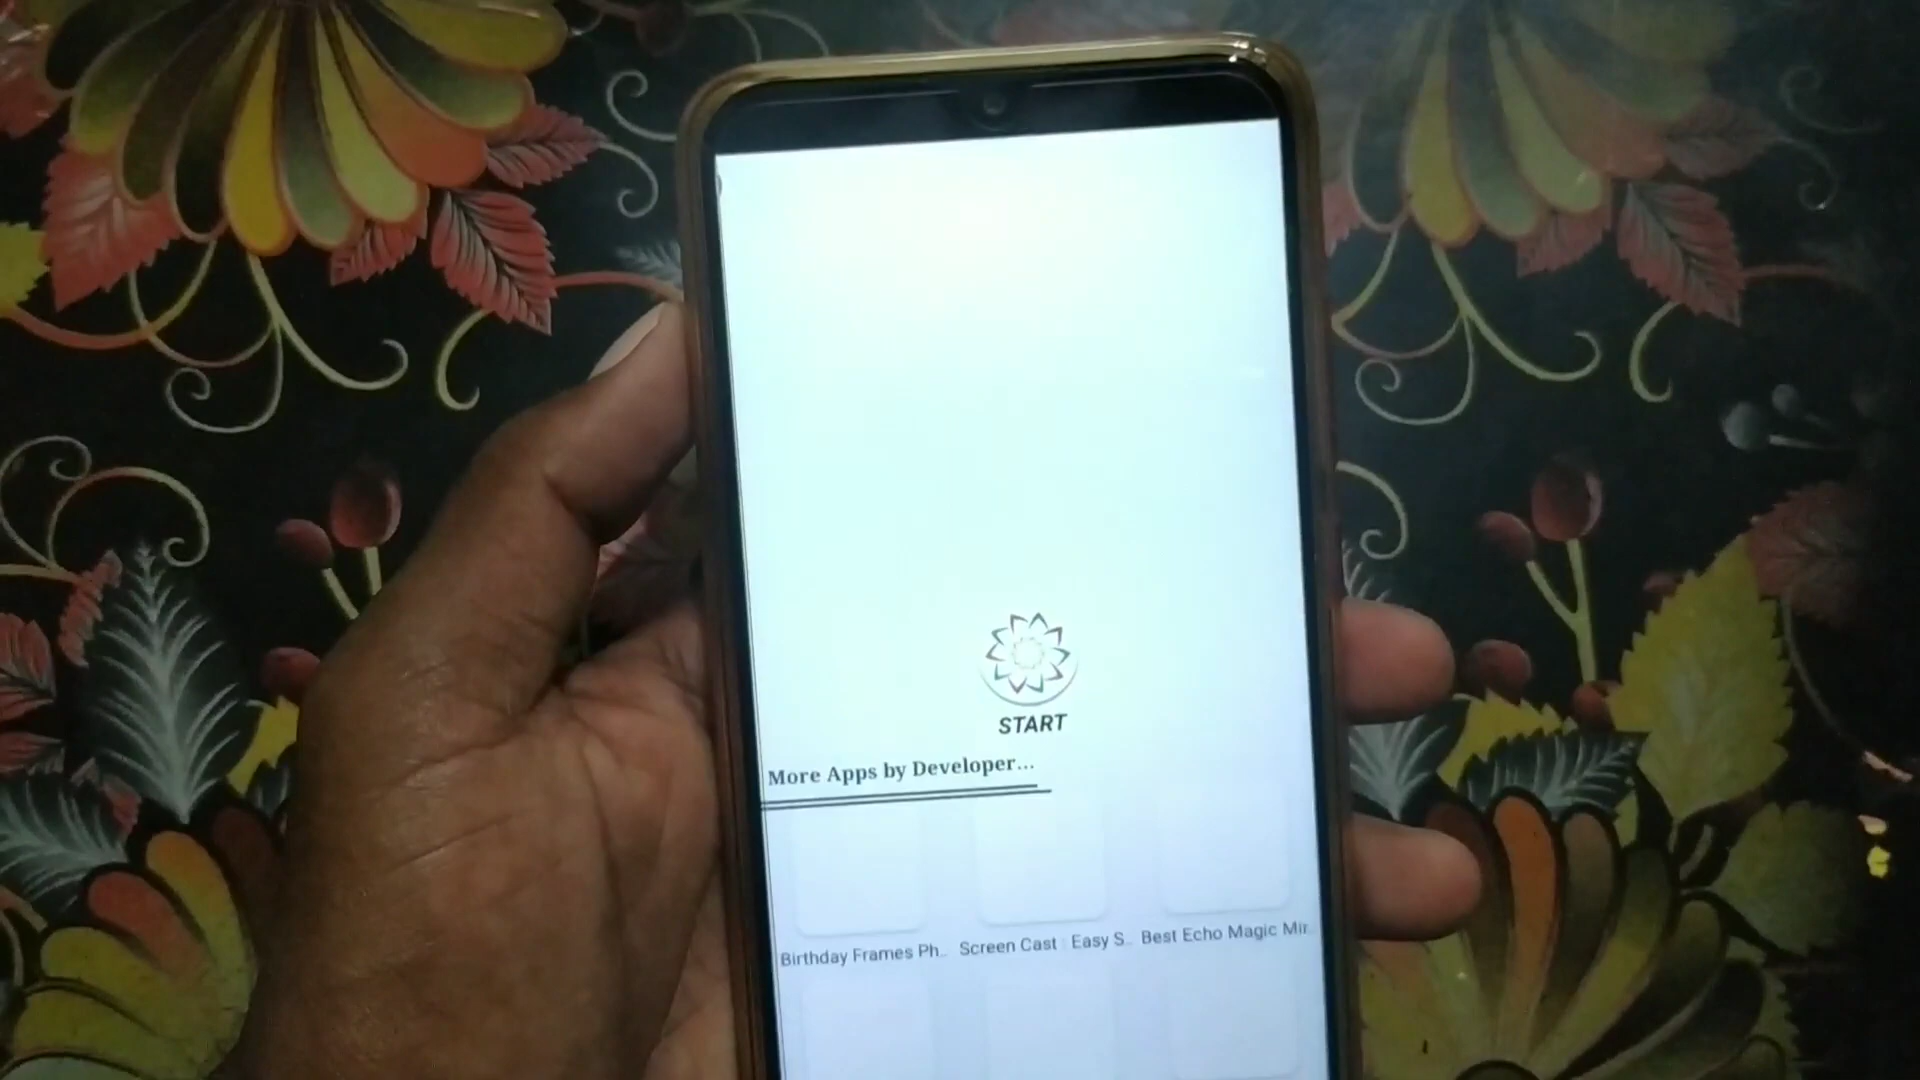 START
More Apps by Developer...
Birthday Frames Ph.. Screen Cast : Easy S.. Best Echo Magic Mir.